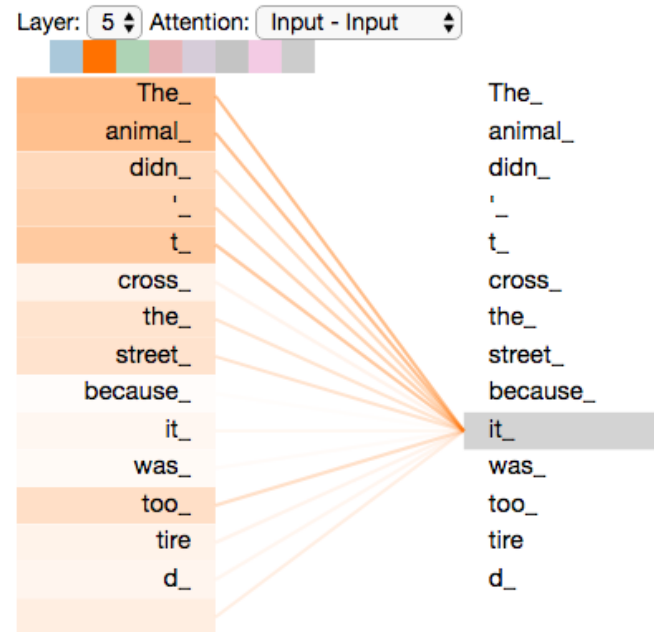 Layer: 5 Attention: Input - Input
The_ The_
animal_ animal_
didn_ didn_
'_ '_
t_ t_
cross_ cross_
the_ the_
street_ street_
because_ because_
it_ it_
was_ was_
too_ too_
tire tire
d_ d_